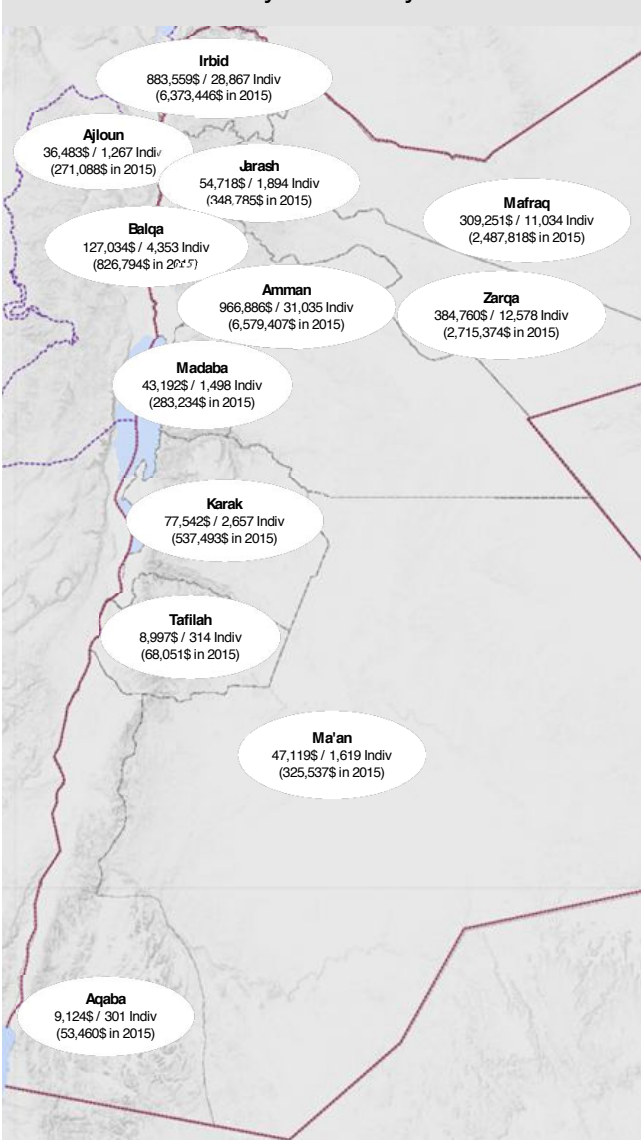 Irbid
883,559$ / 28,867 Indiv
(6,373,446$ in 2015)
Ajloun
36,483$ / 1,267 Indiv
(271,088$ in 2015)
Jarash
54,718$ / 1,894 Indiv
(348,785$ in 2015)
Mafraq
309,251$ / 11,034 Indiv
(2,487,818$ in 2015)
Balqa
127,034$ / 4,353 Indiv
(826,794$ in 2015)
Amman
966,886$ / 31,035 Indiv
(6,579,407$ in 2015)
Zarqa
384,760$ / 12,578 Indiv
(2,715,374$ in 2015)
Madaba
43,192$ / 1,498 Indiv
(283,234$ in 2015)
Karak
77,542$ / 2,657 Indiv
(537,493$ in 2015)
Tafilah
8,997$ / 314 Indiv
(68,051$ in 2015)
Ma'an
47,119$ / 1,619 Indiv
(325,537$ in 2015)
Aqaba
9,124$ / 301 Indiv
(53,460$ in 2015)